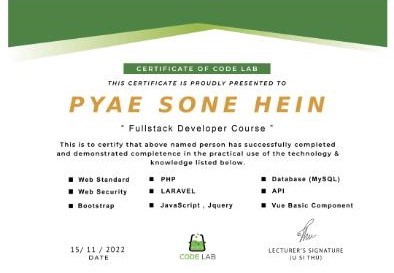 CERTIFICATE OF CODE LAB
THIS CERTIFICATE IS PROUDLY PRESENTED TO
PYAE SONE HEIN
" Fullstack Developer Course "
This is to certify that above named person has successfully completed
and demonstrated completence in the practical use of the technology &
knowledge listed below.
Web Standard PHP Database (MySQL)
Web Security LARAVEL API
Bootstrap JavaScript , Jquery Vue Basic Component
15/ 11 / 2022
DATE
CODE LAB
LECTURER'S SIGNATURE
(U SI THU)